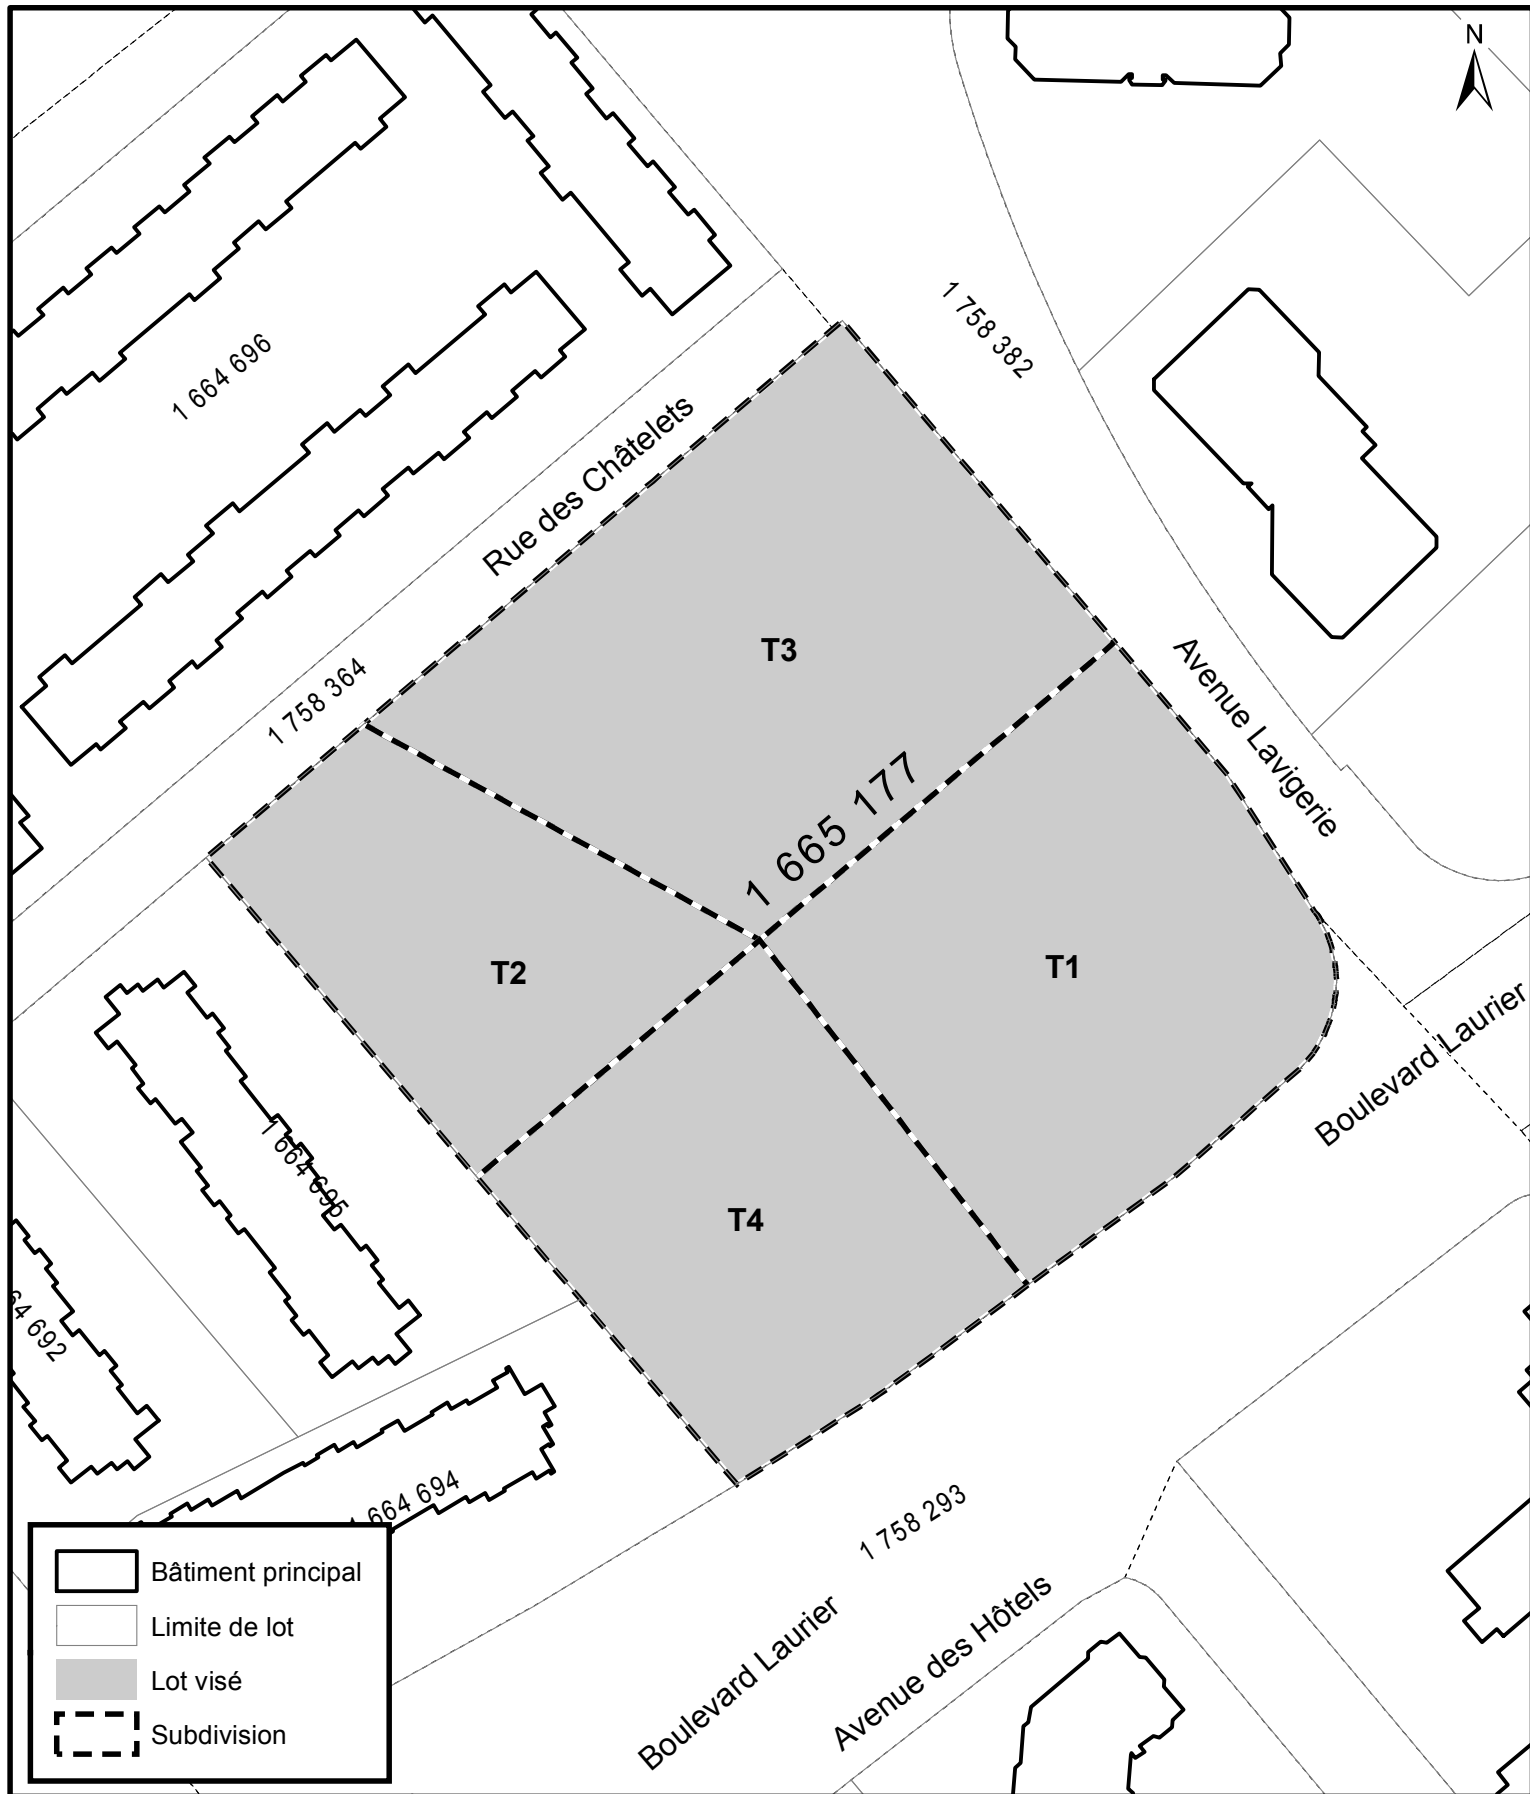 N
1 758 382
1 664 696
Rue des Châtelets
T3
1 758 364
Avenue Lavigerie
1 665 177
T2
T1
Boulevard Laurier
1 664 695
T4
64 692
664 694
1 758 293
Boulevard Laurier
Avenue des Hôtels
Bâtiment principal
Limite de lot
Lot visé
Subdivision